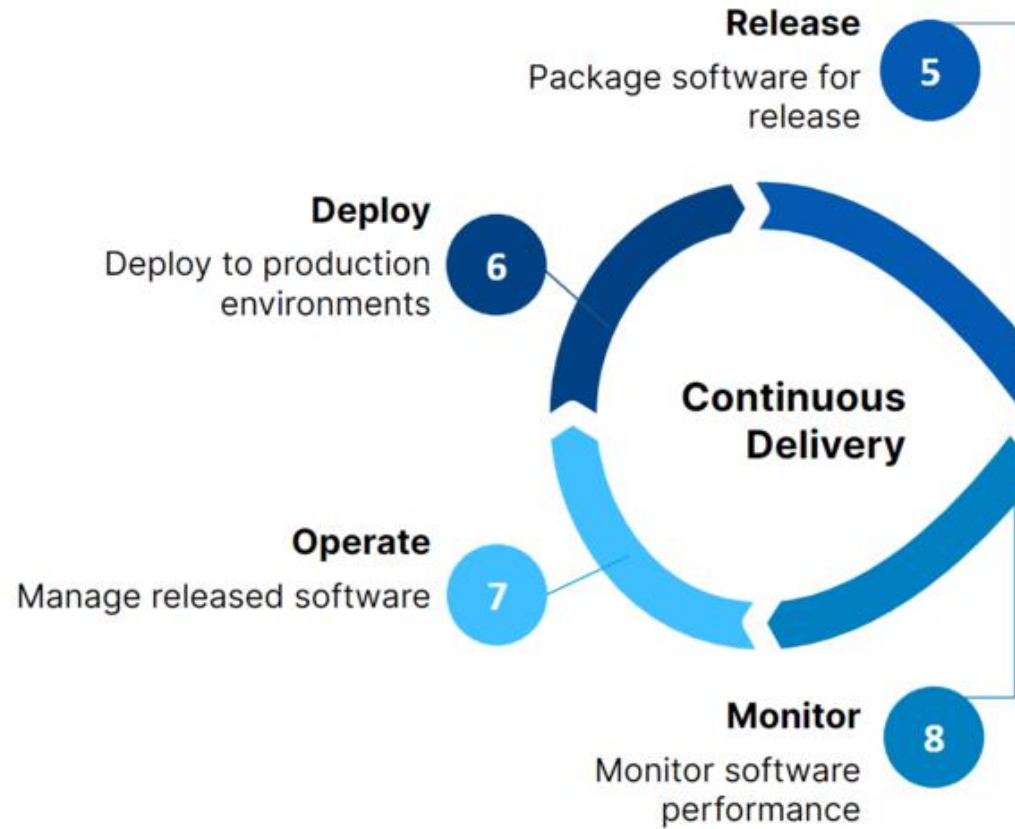 Release
Package software for
release
5
Deploy
Deploy to production
environments
6
Continuous
Delivery
Operate
Manage released software
7
Monitor
Monitor software
performance
8